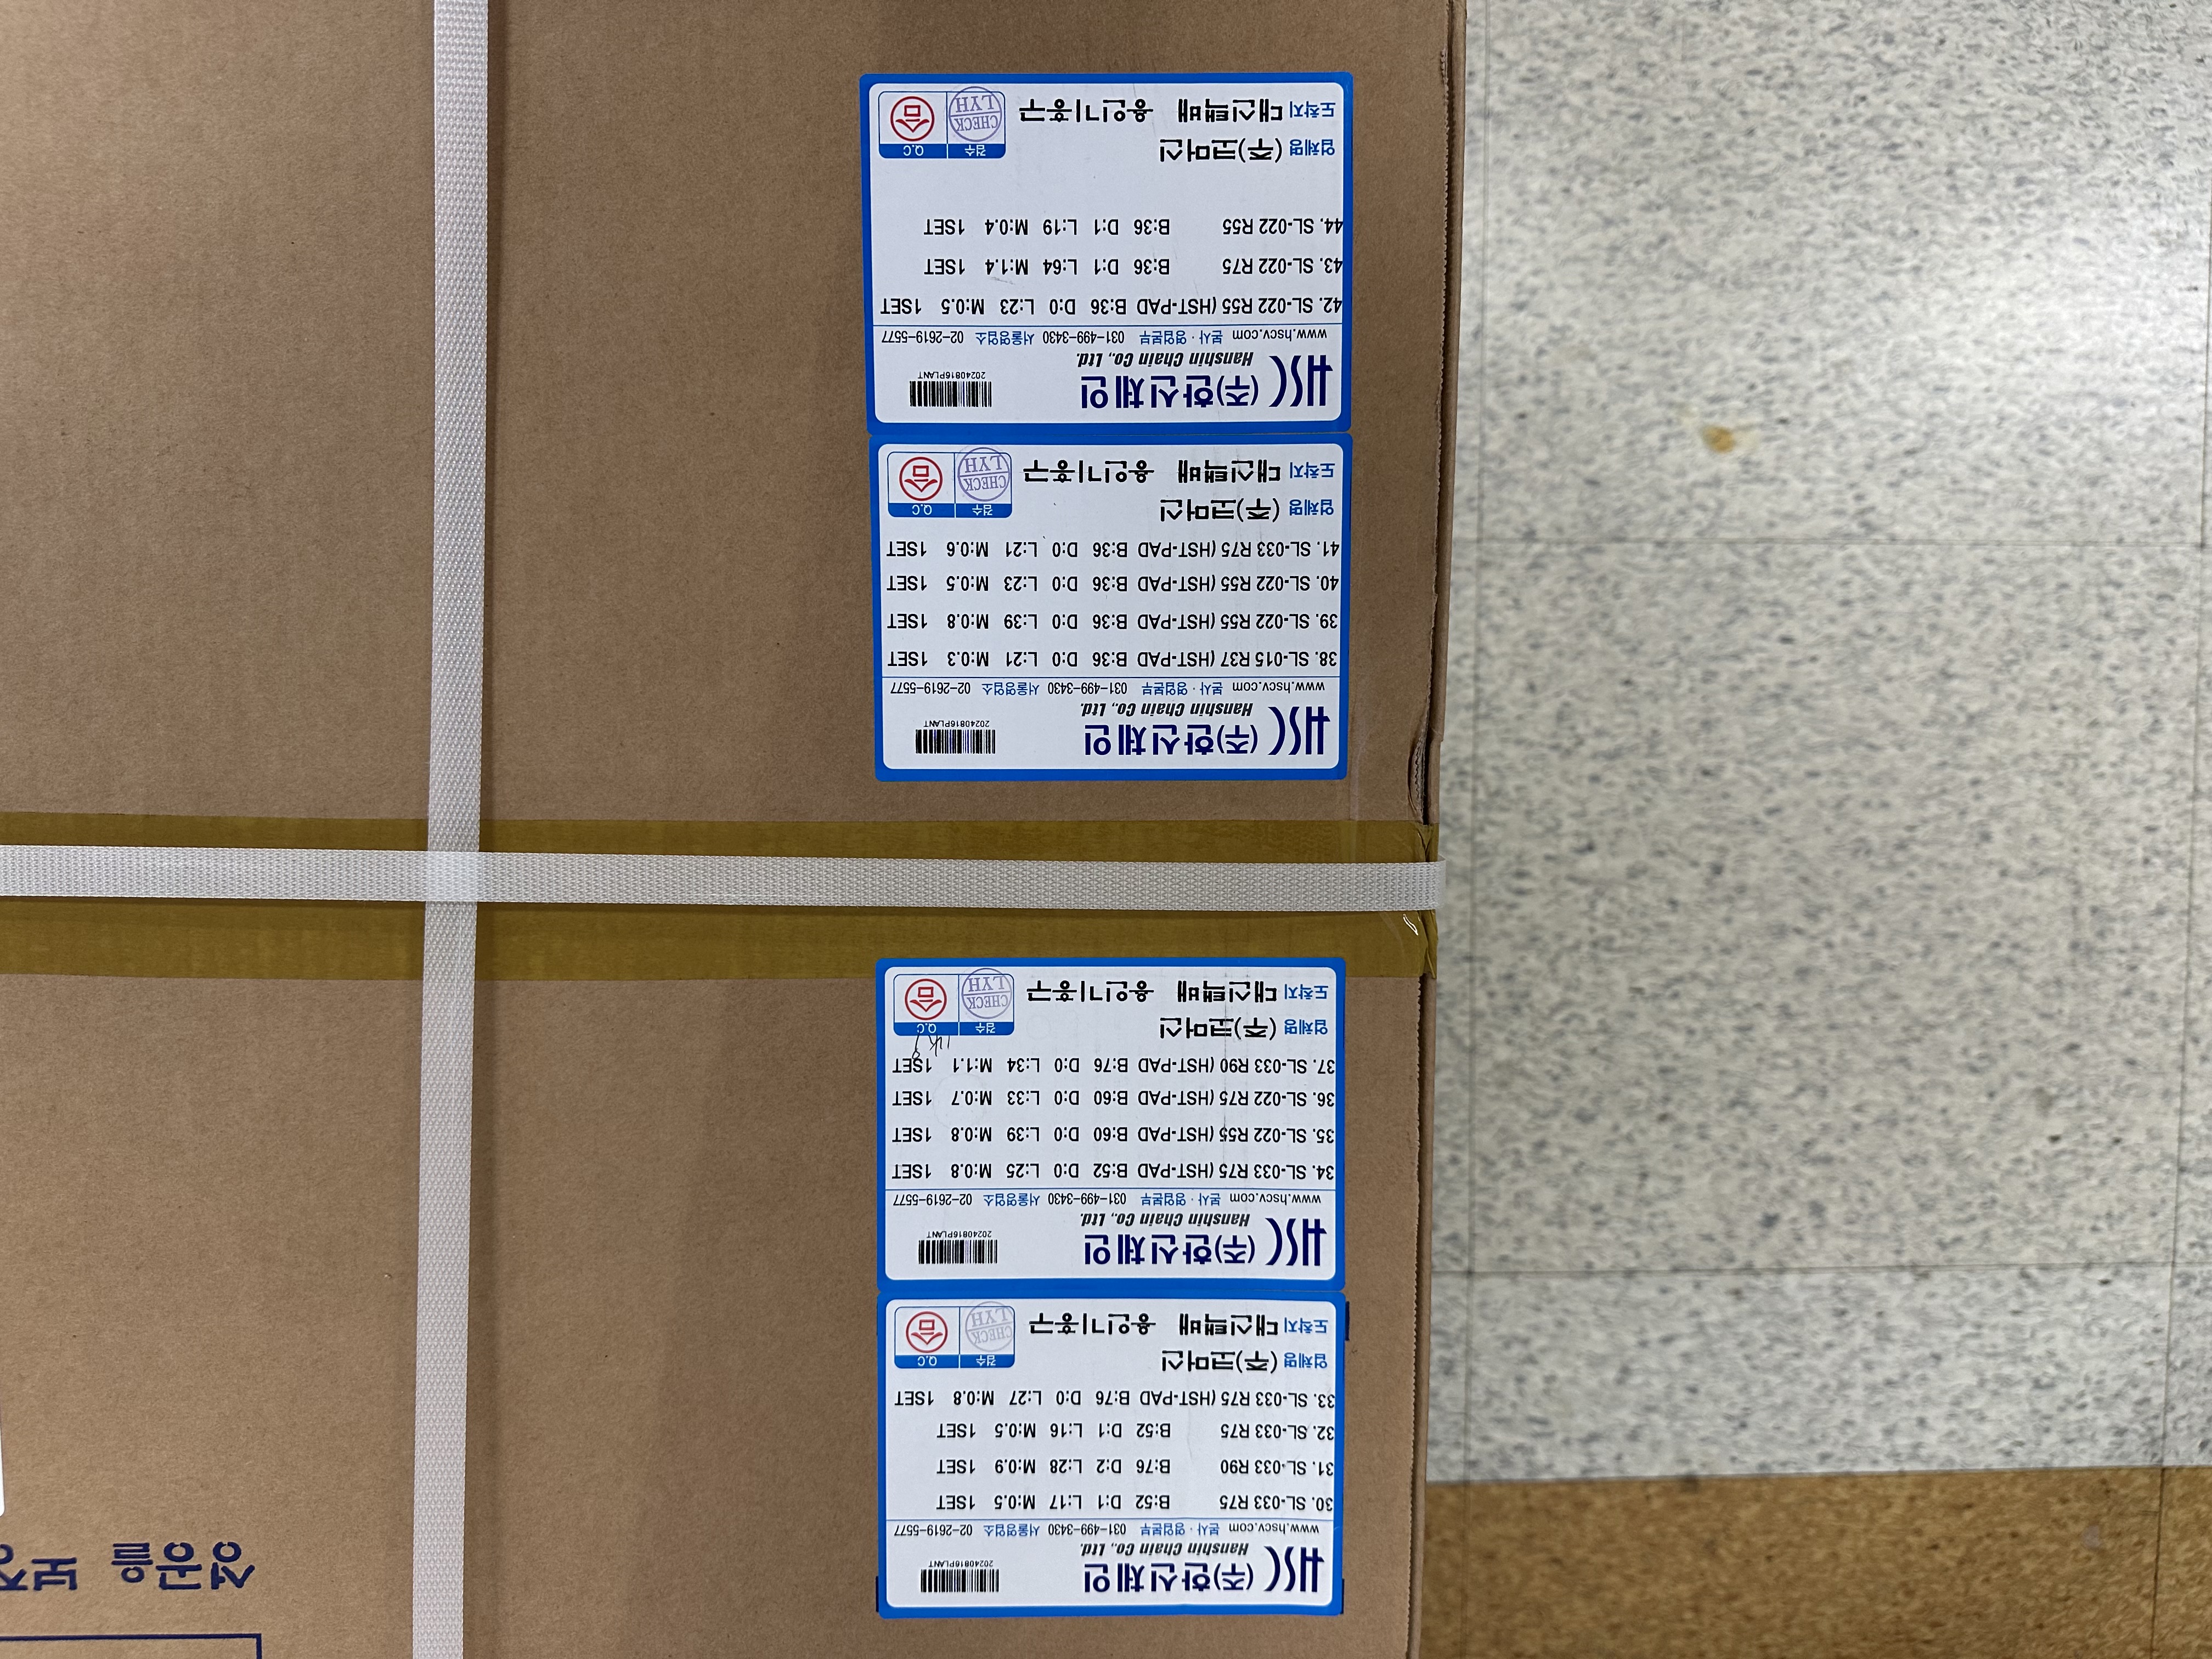 HSC (주)한신체인
Hanshin Chain Co., Ltd.
20240816PLANT
www.hscv.com 본사·영업본부 031-499-3430 서울영업소 02-2619-5577
30. SL-033 R75 B:52 D:1 L:17 M:0.5 1SET
31. SL-033 R90 B:76 D:2 L:28 M:0.9 1SET
32. SL-033 R75 B:52 D:1 L:16 M:0.5 1SET
33. SL-033 R75 (HST-PAD B:76 D:0 L:27 M:0.8 1SET
업체명 (주)코머신 검수 Q.C
도착지 대신택배 용인기흥구
CHECK
LYH
HSC (주)한신체인
Hanshin Chain Co., Ltd.
20240816PLANT
www.hscv.com 본사·영업본부 031-499-3430 서울영업소 02-2619-5577
34. SL-033 R75 (HST-PAD B:52 D:0 L:25 M:0.8 1SET
35. SL-022 R55 (HST-PAD B:60 D:0 L:39 M:0.8 1SET
36. SL-022 R75 (HST-PAD B:60 D:0 L:33 M:0.7 1SET
37. SL-033 R90 (HST-PAD B:76 D:0 L:34 M:1.1 1SET
업체명 (주)코머신 검수 Q.C
도착지 대신택배 용인기흥구
CHECK
LYH
HSC (주)한신체인
Hanshin Chain Co., Ltd.
20240816PLANT
www.hscv.com 본사·영업본부 031-499-3430 서울영업소 02-2619-5577
38. SL-015 R37 (HST-PAD B:36 D:0 L:21 M:0.3 1SET
39. SL-022 R55 (HST-PAD B:36 D:0 L:39 M:0.8 1SET
40. SL-022 R55 (HST-PAD B:36 D:0 L:23 M:0.5 1SET
41. SL-033 R75 (HST-PAD B:36 D:0 L:21 M:0.6 1SET
업체명 (주)코머신 검수 Q.C
도착지 대신택배 용인기흥구
CHECK
LYH
HSC (주)한신체인
Hanshin Chain Co., Ltd.
20240816PLANT
www.hscv.com 본사·영업본부 031-499-3430 서울영업소 02-2619-5577
42. SL-022 R55 (HST-PAD B:36 D:0 L:23 M:0.5 1SET
43. SL-022 R75 B:36 D:1 L:64 M:1.4 1SET
44. SL-022 R55 B:36 D:1 L:19 M:0.4 1SET
업체명 (주)코머신 검수 Q.C
도착지 대신택배 용인기흥구
CHECK
LYH
성공을